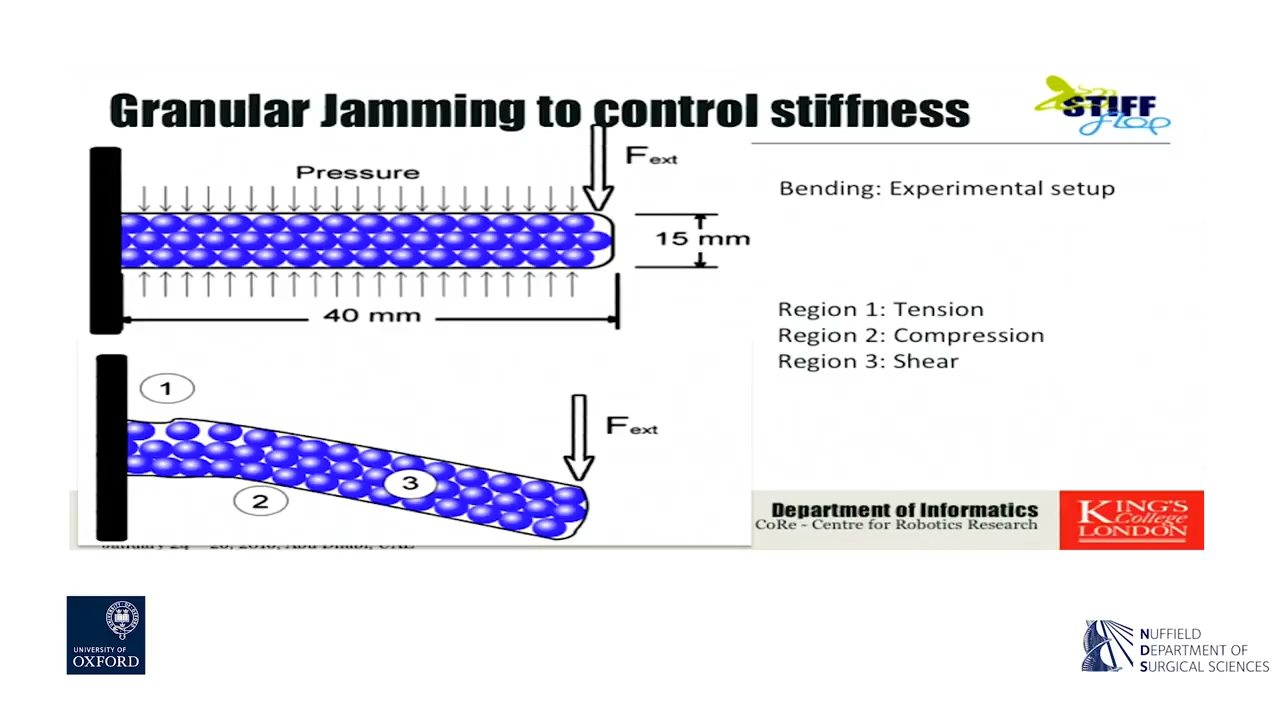 Granular Jamming to control stiffness
STIFF
flop
Pressure
Fext
15 mm
40 mm
Bending: Experimental setup
Region 1: Tension
Region 2: Compression
Region 3: Shear
1
2
3
Fext
Department of Informatics
CoRe - Centre for Robotics Research
KING'S
College
LONDON
UNIVERSITY OF
OXFORD
NUFFIELD
DEPARTMENT OF
SURGICAL SCIENCES